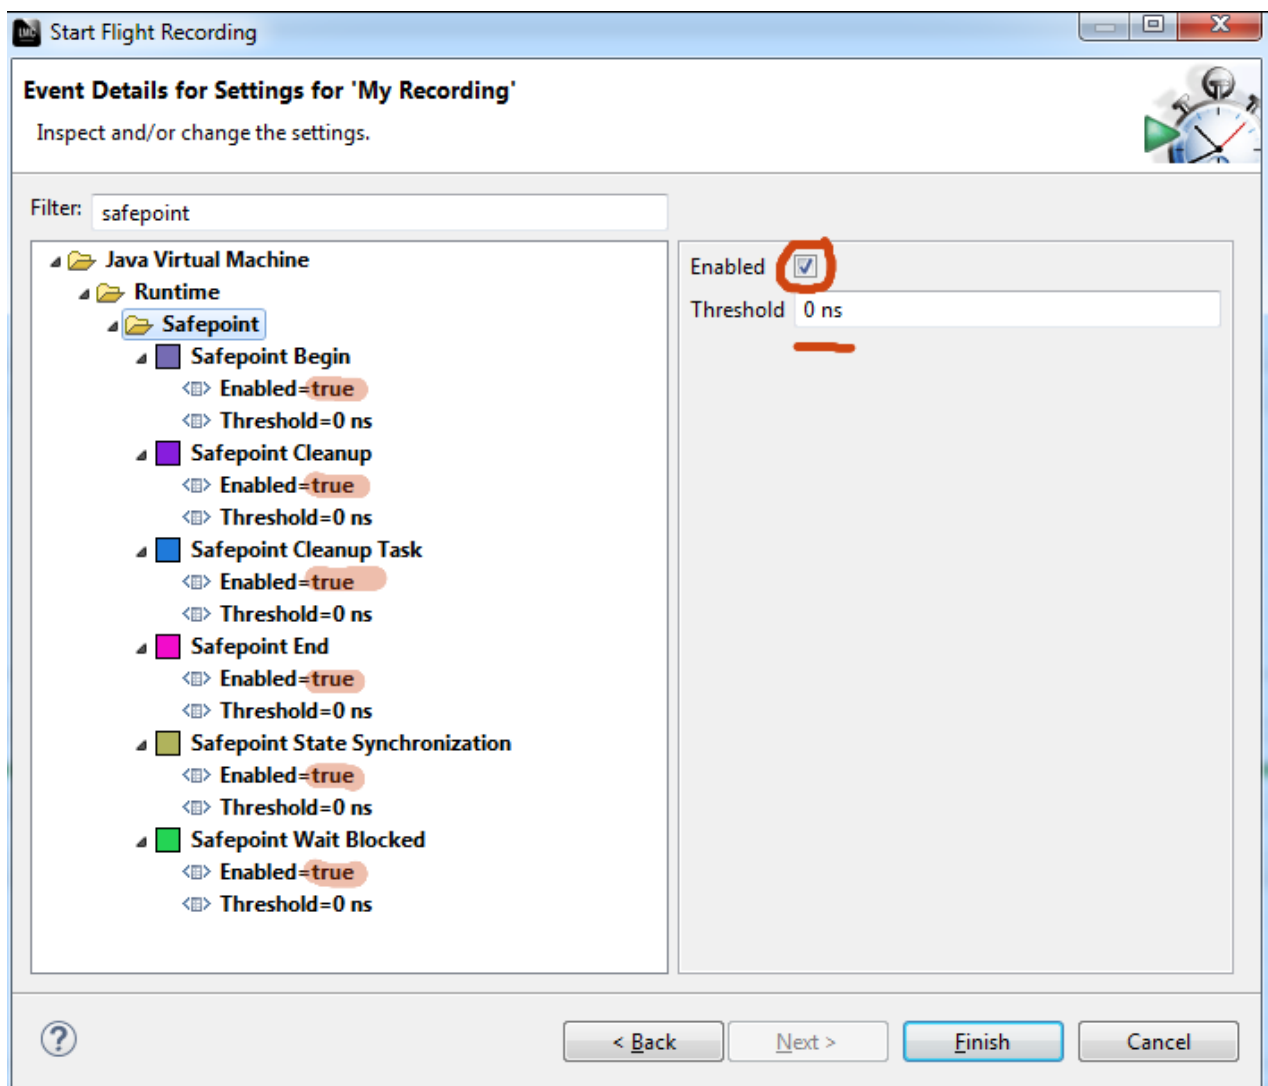 LMC Start Flight Recording
Event Details for Settings for 'My Recording'
Inspect and/or change the settings.
Filter: safepoint
Java Virtual Machine
Runtime
Safepoint
Safepoint Begin
Enabled=true
Threshold=0 ns
Safepoint Cleanup
Enabled=true
Threshold=0 ns
Safepoint Cleanup Task
Enabled=true
Threshold=0 ns
Safepoint End
Enabled=true
Threshold=0 ns
Safepoint State Synchronization
Enabled=true
Threshold=0 ns
Safepoint Wait Blocked
Enabled=true
Threshold=0 ns
Enabled
Threshold 0 ns
? < Back Next > Finish Cancel